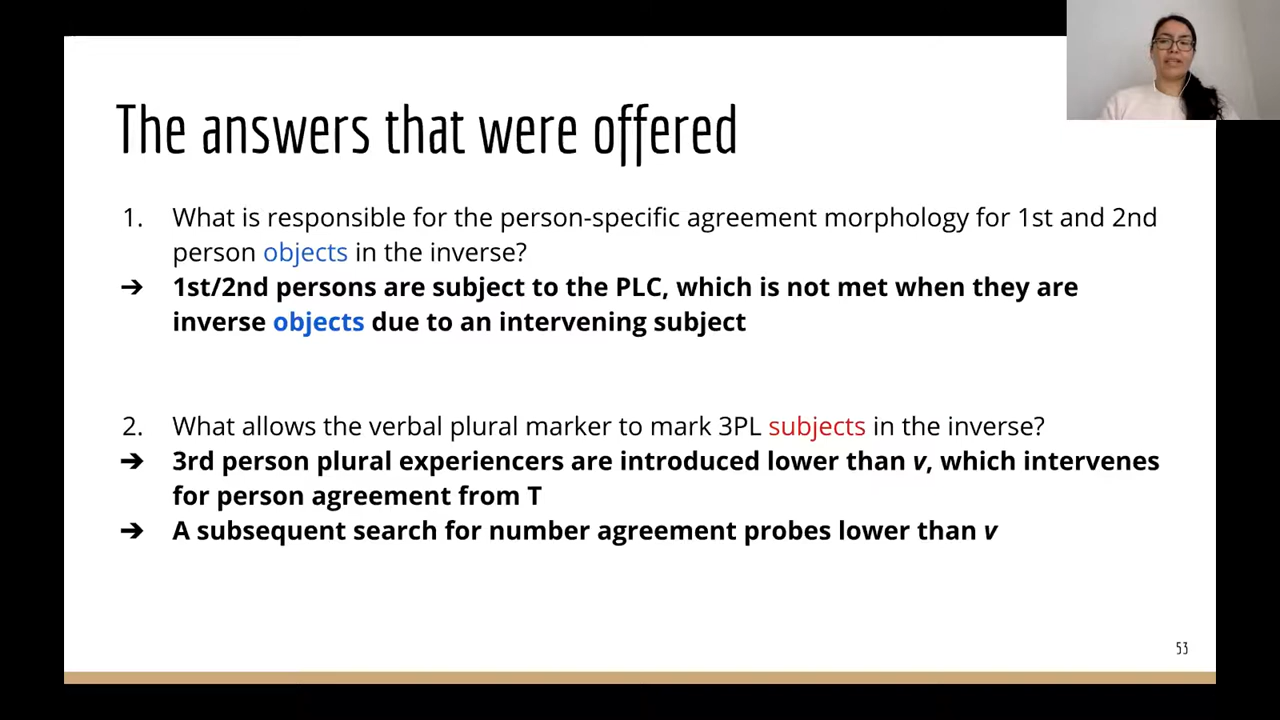 The answers that were offered
1. What is responsible for the person-specific agreement morphology for 1st and 2nd
person objects in the inverse?
➔ 1st/2nd persons are subject to the PLC, which is not met when they are
inverse objects due to an intervening subject
2. What allows the verbal plural marker to mark 3PL subjects in the inverse?
➔ 3rd person plural experiencers are introduced lower than v, which intervenes
for person agreement from T
➔ A subsequent search for number agreement probes lower than v
53